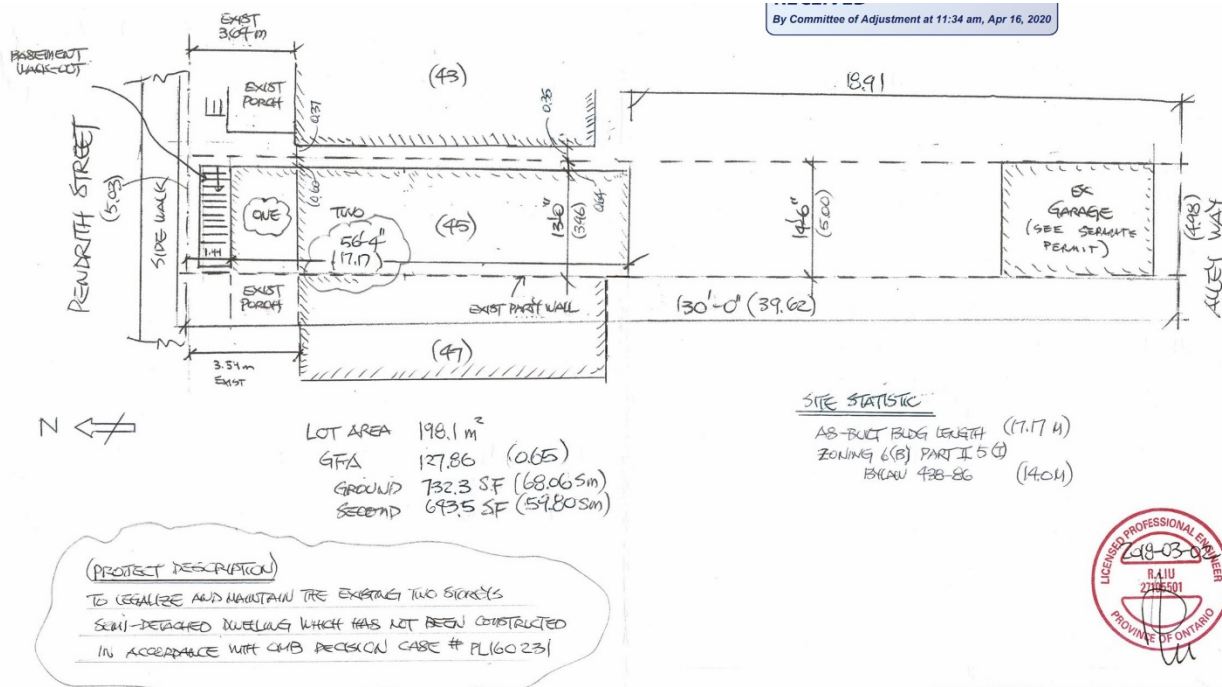 By Committee of Adjustment at 11:34 am, Apr 16, 2020
EXIST
3.64 m
BASEMENT
WALK-OUT
EXIST
PORCH
(43)
0.37
0.35
18.91
PENDRITH STREET
(5.03)
SIDE WALK
ONE
1.44
0.60
TWO
56'-4"
(17.17)
(45)
13'-0"
(3.96)
0.64
14'-6"
(5.00)
EX
GARAGE
(SEE SEPARATE
PERMIT)
(4.98)
ALLEY WAY
EXIST
PORCH
EXIST PARTY WALL
130'-0" (39.62)
3.54 m
EXIST
(47)
N
LOT AREA 198.1 m²
GFA 127.86 (0.65)
GROUND 732.3 SF (68.06 Sm)
SECOND 643.5 SF (59.80 Sm)
SITE STATISTIC
AS-BUILT BLDG LENGTH (17.17 M)
ZONING 6(B) PART II 5 (I)
BYLAW 438-86 (14.0 M)
(PROJECT DESCRIPTION)
TO LEGALIZE AND MAINTAIN THE EXISTING TWO STOREYS
SEMI-DETACHED DWELLING WHICH HAS NOT BEEN CONSTRUCTED
IN ACCORDANCE WITH OMB DECISION CASE # PL160231
LICENSED PROFESSIONAL ENGINEER
R. LIU
PROVINCE OF ONTARIO